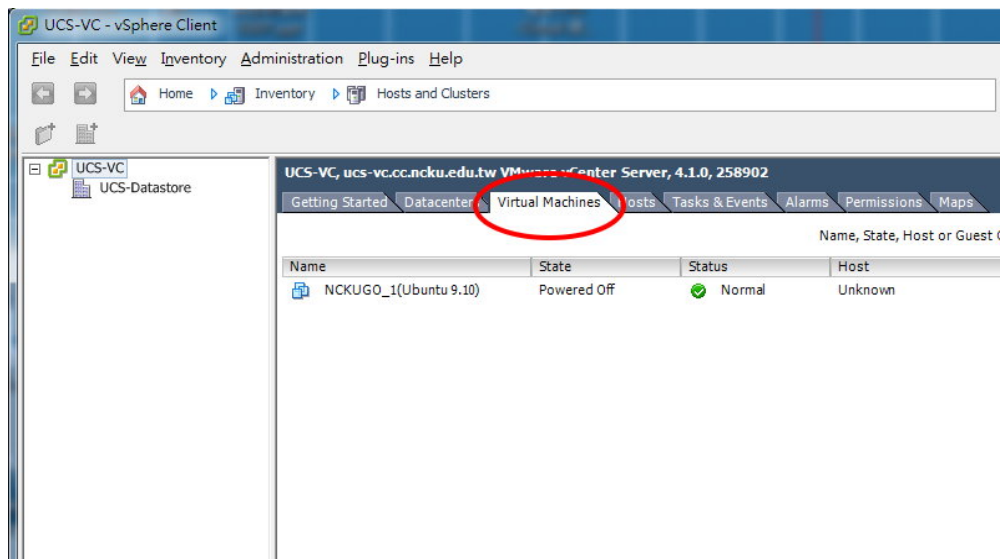 UCS-VC - vSphere Client
File Edit View Inventory Administration Plug-ins Help
Home Inventory Hosts and Clusters
UCS-VC
UCS-Datastore
UCS-VC, ucs-vc.cc.ncku.edu.tw VMware vCenter Server, 4.1.0, 258902
Getting Started Datacenters Virtual Machines Hosts Tasks & Events Alarms Permissions Maps
Name, State, Host or Guest
Name State Status Host
NCKUGO_1(Ubuntu 9.10) Powered Off Normal Unknown